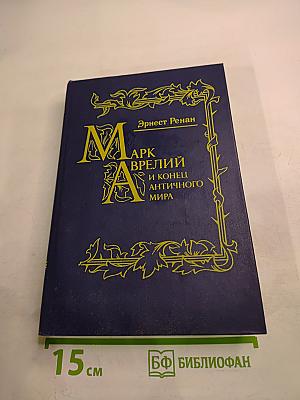 Эрнест Ренан
Марк
Аврелий
и конец
античного
мира
15 см
БФ БИБЛИОФАН